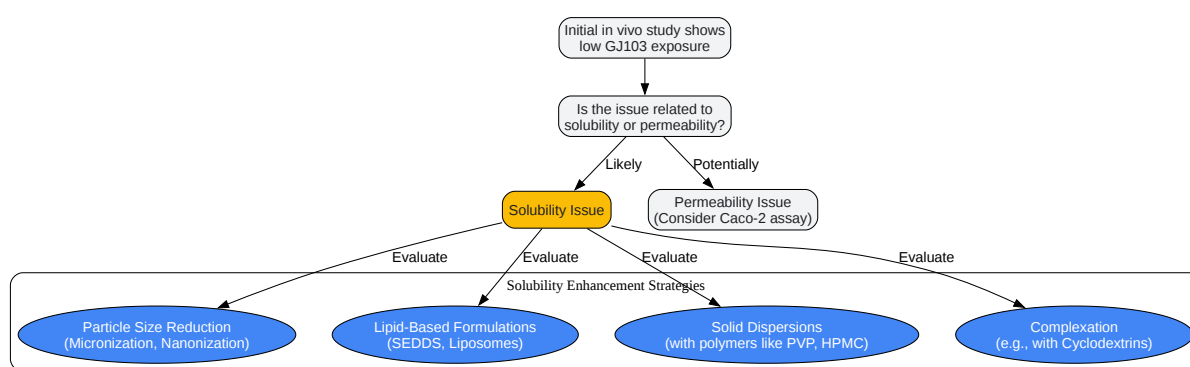 Initial in vivo study shows
low GJ103 exposure
Is the issue related to
solubility or permeability?
Likely
Potentially
Solubility Issue
Permeability Issue
(Consider Caco-2 assay)
Evaluate
Evaluate
Evaluate
Evaluate
Solubility Enhancement Strategies
Particle Size Reduction
(Micronization, Nanonization)
Lipid-Based Formulations
(SEDDS, Liposomes)
Solid Dispersions
(with polymers like PVP, HPMC)
Complexation
(e.g., with Cyclodextrins)